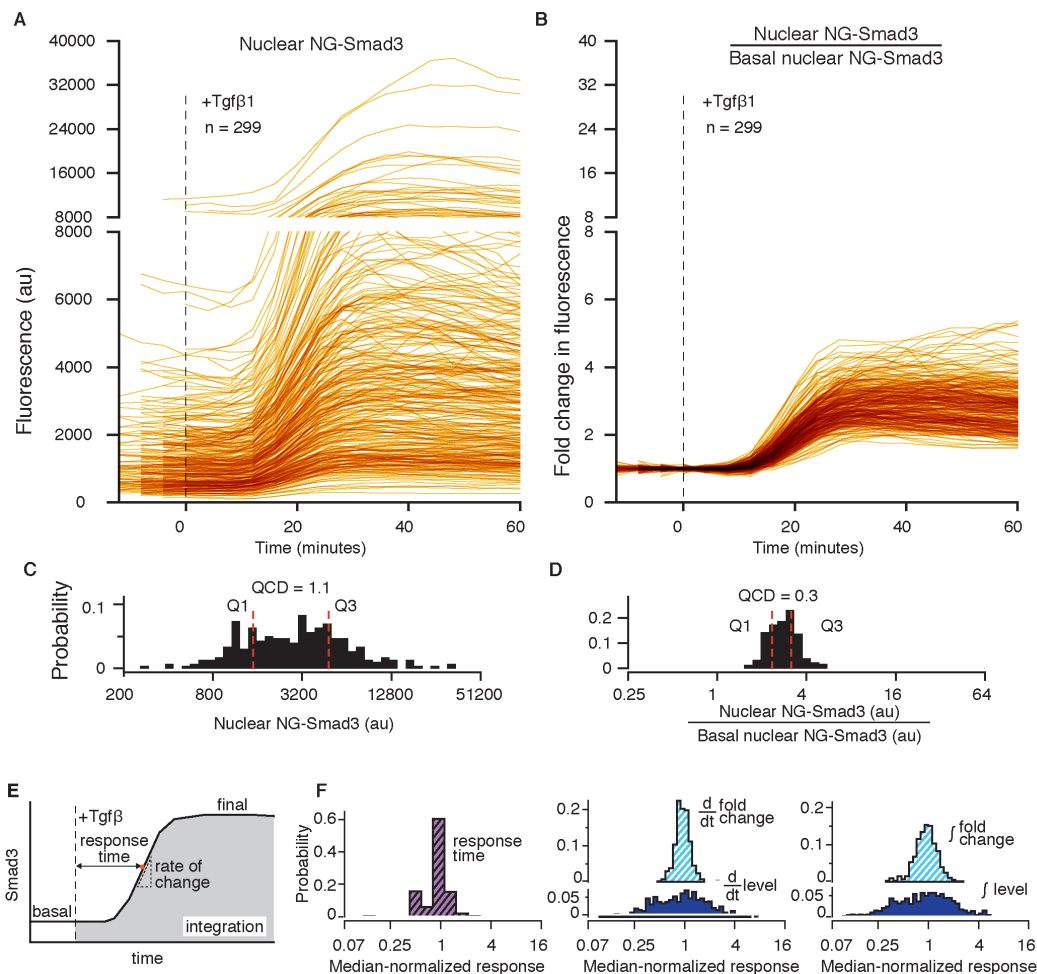 A
Nuclear NG-Smad3
40000
32000
24000
16000
8000
+Tgfβ1
n = 299
8000
6000
4000
2000
0
Fluorescence (au)
0
20
40
60
Time (minutes)
B
Nuclear NG-Smad3
Basal nuclear NG-Smad3
40
32
24
16
8
+Tgfβ1
n = 299
8
6
4
2
0
Fold change in fluorescence
0
20
40
60
Time (minutes)
C
QCD = 1.1
Q1
Q3
Probability
0.1
0
200
800
3200
12800
51200
Nuclear NG-Smad3 (au)
D
QCD = 0.3
Q1
Q3
0.2
0.1
0
0.25
1
4
16
64
Nuclear NG-Smad3 (au)
Basal nuclear NG-Smad3 (au)
E
Smad3
+Tgfβ
final
response
time
rate of
change
basal
integration
time
F
Probability
0.6
0.4
0.2
0
response
time
0.07
0.25
1
4
16
Median-normalized response
0.2
0.1
0
d
dt
fold
change
0.05
0
d
dt
level
0.07
0.25
1
4
16
Median-normalized response
0.2
0.1
0
∫ fold
change
0.05
0
∫ level
0.07
0.25
1
4
16
Median-normalized response